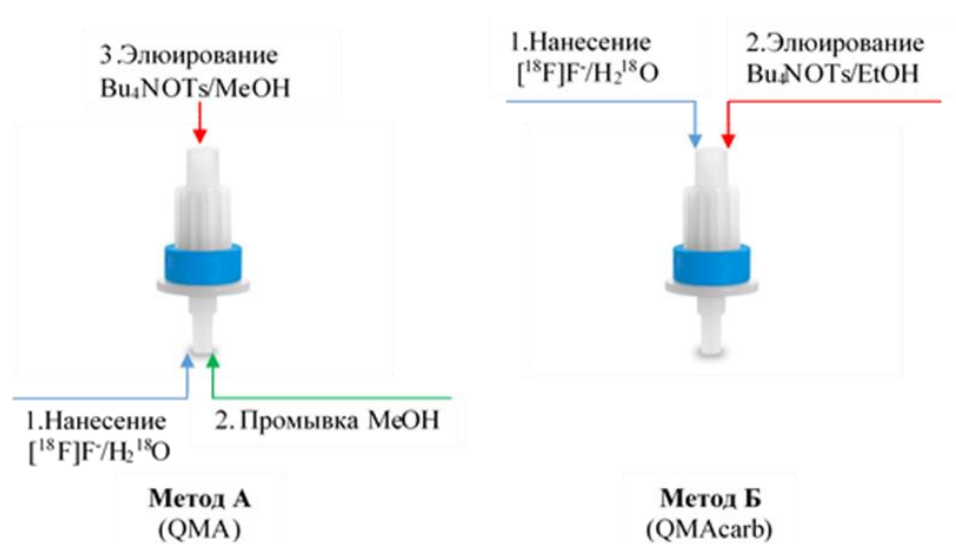 3.Элюирование
Bu₄NOTs/MeOH
1.Нанесение
[¹⁸F]F⁻/H₂¹⁸O
2. Промывка MeOH
Метод А
(QMA)
1.Нанесение
[¹⁸F]F⁻/H₂¹⁸O
2.Элюирование
Bu₄NOTs/EtOH
Метод Б
(QMAcarb)